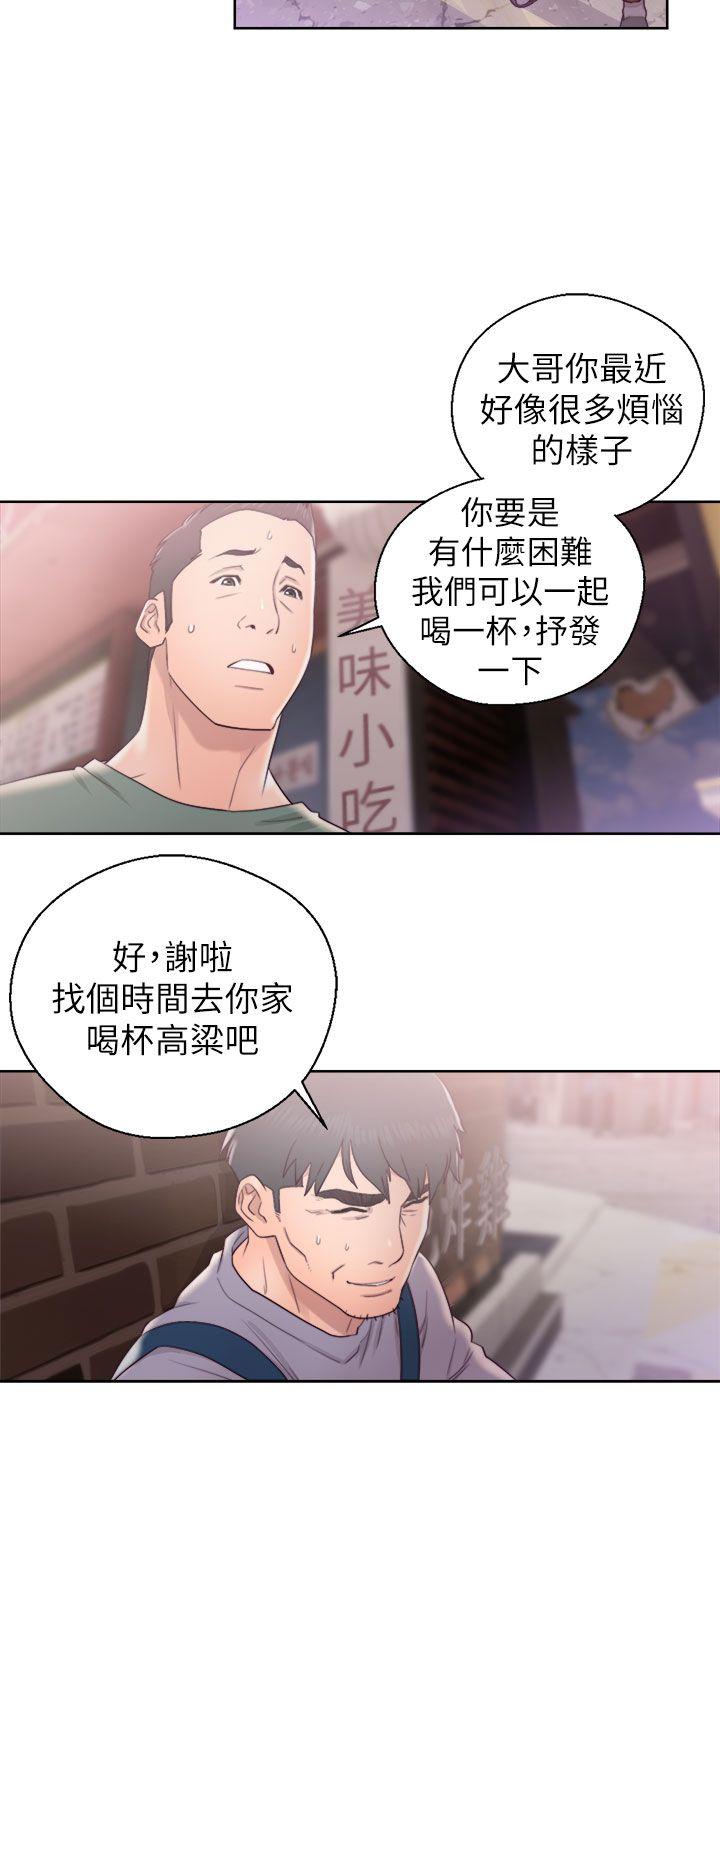 大哥你最近
好像很多煩惱
的樣子
你要是
有什麼困難
我們可以一起
喝一杯，抒發
一下
美味小吃
好，謝啦
找個時間去你家
喝杯高粱吧
炸雞